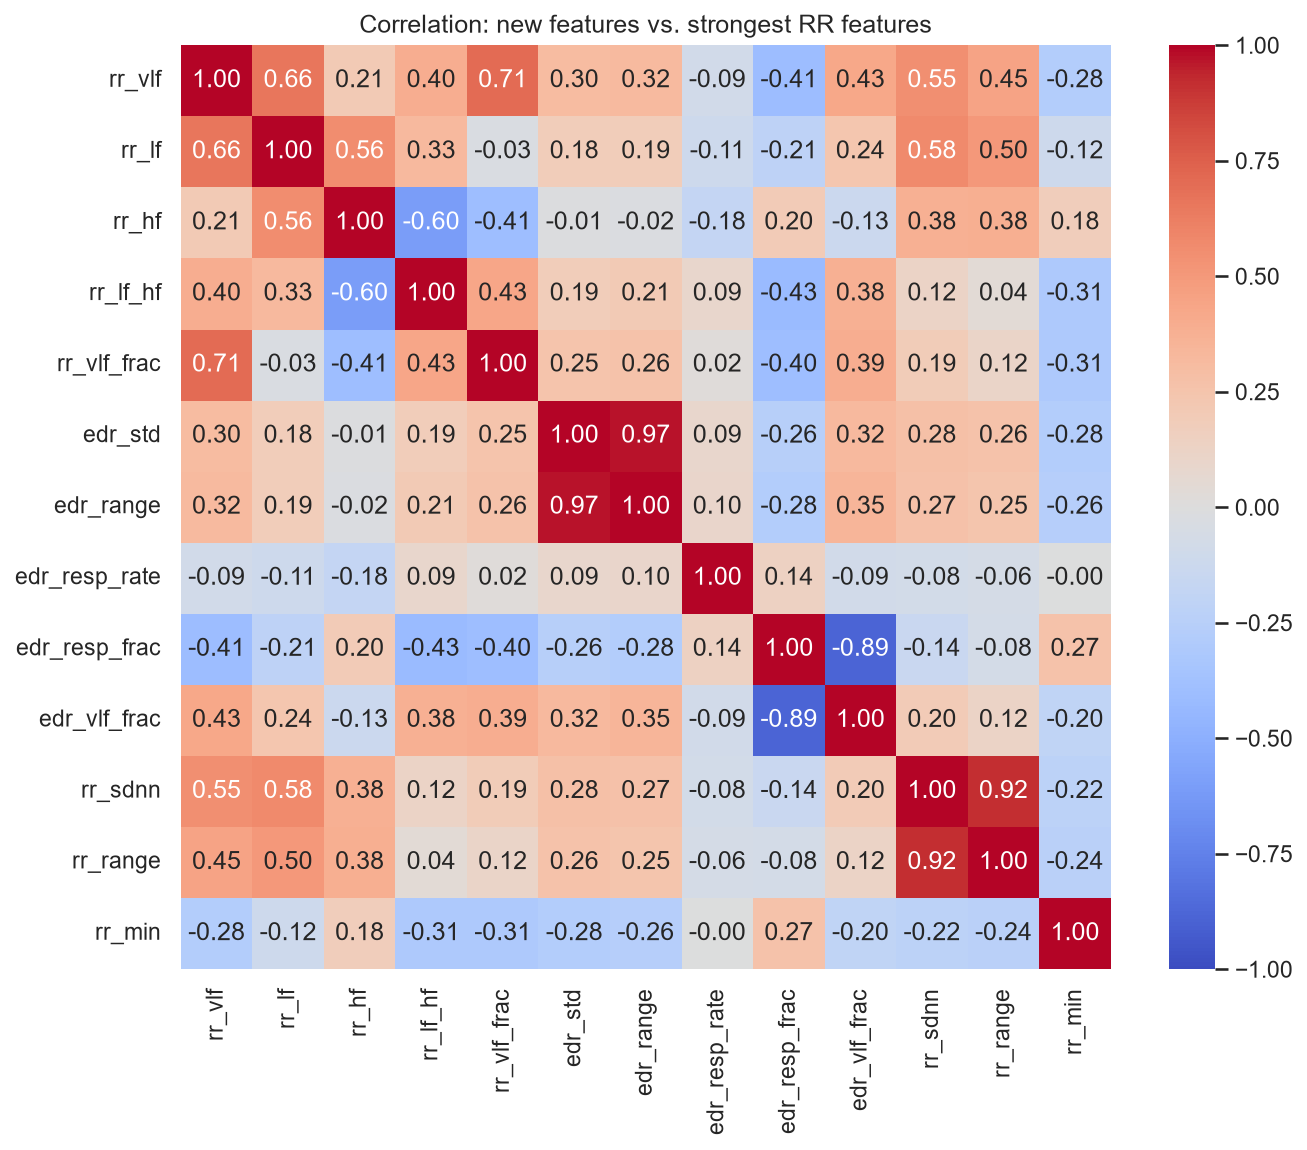 Correlation: new features vs. strongest RR features
rr_vlf 1.00 0.66 0.21 0.40 0.71 0.30 0.32 -0.09 -0.41 0.43 0.55 0.45 -0.28
rr_lf 0.66 1.00 0.56 0.33 -0.03 0.18 0.19 -0.11 -0.21 0.24 0.58 0.50 -0.12
rr_hf 0.21 0.56 1.00 -0.60 -0.41 -0.01 -0.02 -0.18 0.20 -0.13 0.38 0.38 0.18
rr_lf_hf 0.40 0.33 -0.60 1.00 0.43 0.19 0.21 0.09 -0.43 0.38 0.12 0.04 -0.31
rr_vlf_frac 0.71 -0.03 -0.41 0.43 1.00 0.25 0.26 0.02 -0.40 0.39 0.19 0.12 -0.31
edr_std 0.30 0.18 -0.01 0.19 0.25 1.00 0.97 0.09 -0.26 0.32 0.28 0.26 -0.28
edr_range 0.32 0.19 -0.02 0.21 0.26 0.97 1.00 0.10 -0.28 0.35 0.27 0.25 -0.26
edr_resp_rate -0.09 -0.11 -0.18 0.09 0.02 0.09 0.10 1.00 0.14 -0.09 -0.08 -0.06 -0.00
edr_resp_frac -0.41 -0.21 0.20 -0.43 -0.40 -0.26 -0.28 0.14 1.00 -0.89 -0.14 -0.08 0.27
edr_vlf_frac 0.43 0.24 -0.13 0.38 0.39 0.32 0.35 -0.09 -0.89 1.00 0.20 0.12 -0.20
rr_sdnn 0.55 0.58 0.38 0.12 0.19 0.28 0.27 -0.08 -0.14 0.20 1.00 0.92 -0.22
rr_range 0.45 0.50 0.38 0.04 0.12 0.26 0.25 -0.06 -0.08 0.12 0.92 1.00 -0.24
rr_min -0.28 -0.12 0.18 -0.31 -0.31 -0.28 -0.26 -0.00 0.27 -0.20 -0.22 -0.24 1.00
rr_vlf
rr_lf
rr_hf
rr_lf_hf
rr_vlf_frac
edr_std
edr_range
edr_resp_rate
edr_resp_frac
edr_vlf_frac
rr_sdnn
rr_range
rr_min
1.00
0.75
0.50
0.25
0.00
−0.25
−0.50
−0.75
−1.00